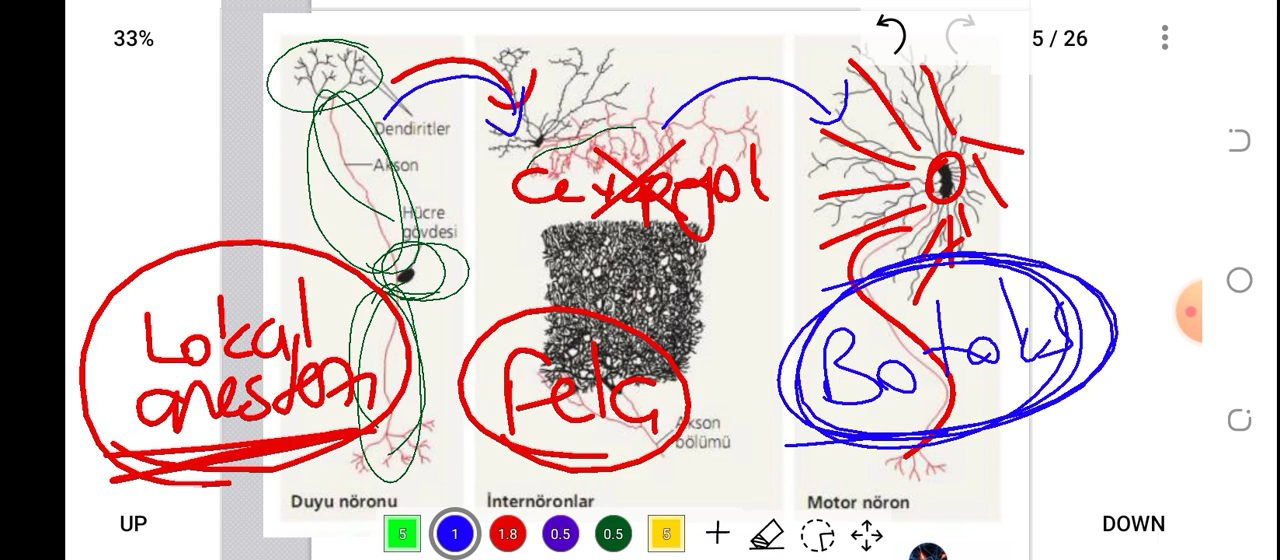 33%
5 / 26
Dendiritler
Akson
Hücre
gövdesi
Lokal
anestezi
Felç
Botok
Akson
bölümü
Duyu nöronu
İnternöronlar
Motor nöron
UP
5
1
1.8
0.5
0.5
5
DOWN